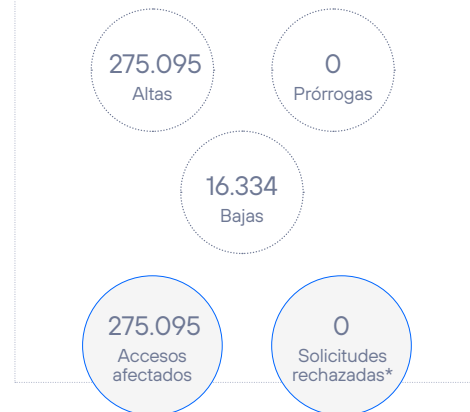 275.095
Altas
0
Prórrogas
16.334
Bajas
275.095
Accesos
afectados
0
Solicitudes
rechazadas*